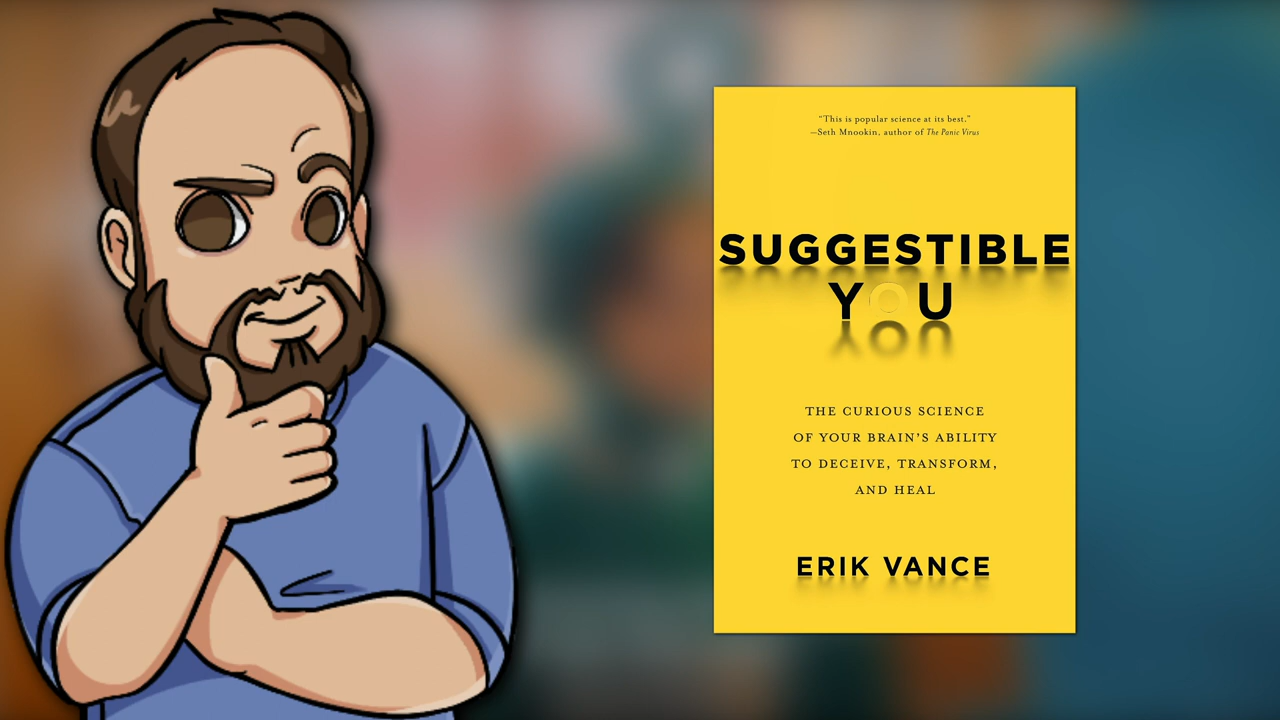 “This is popular science at its best.”
—Seth Mnookin, author of The Panic Virus
SUGGESTIBLE
YOU
THE CURIOUS SCIENCE
OF YOUR BRAIN’S ABILITY
TO DECEIVE, TRANSFORM,
AND HEAL
ERIK VANCE